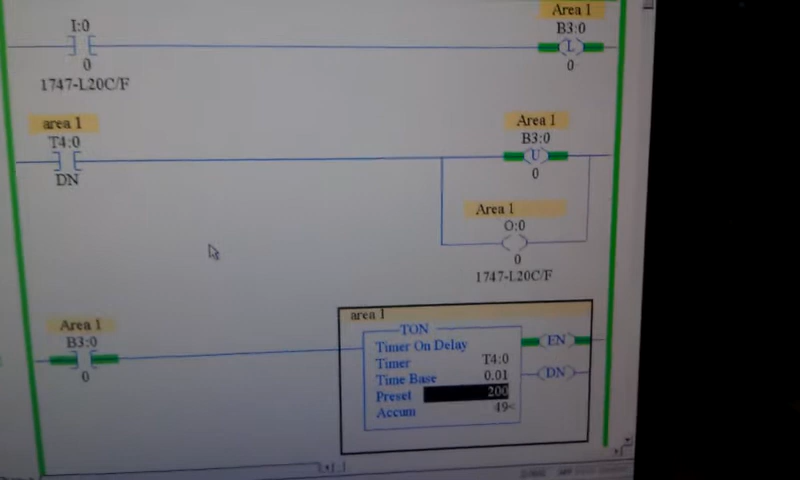 Area 1
I:0
B3:0
L
0
0
1747-L20C/F
area 1
Area 1
T4:0
B3:0
U
DN
0
Area 1
O:0
0
1747-L20C/F
area 1
Area 1
TON
B3:0
Timer On Delay
EN
Timer T4:0
0
Time Base 0.01
DN
Preset 200
Accum 49<